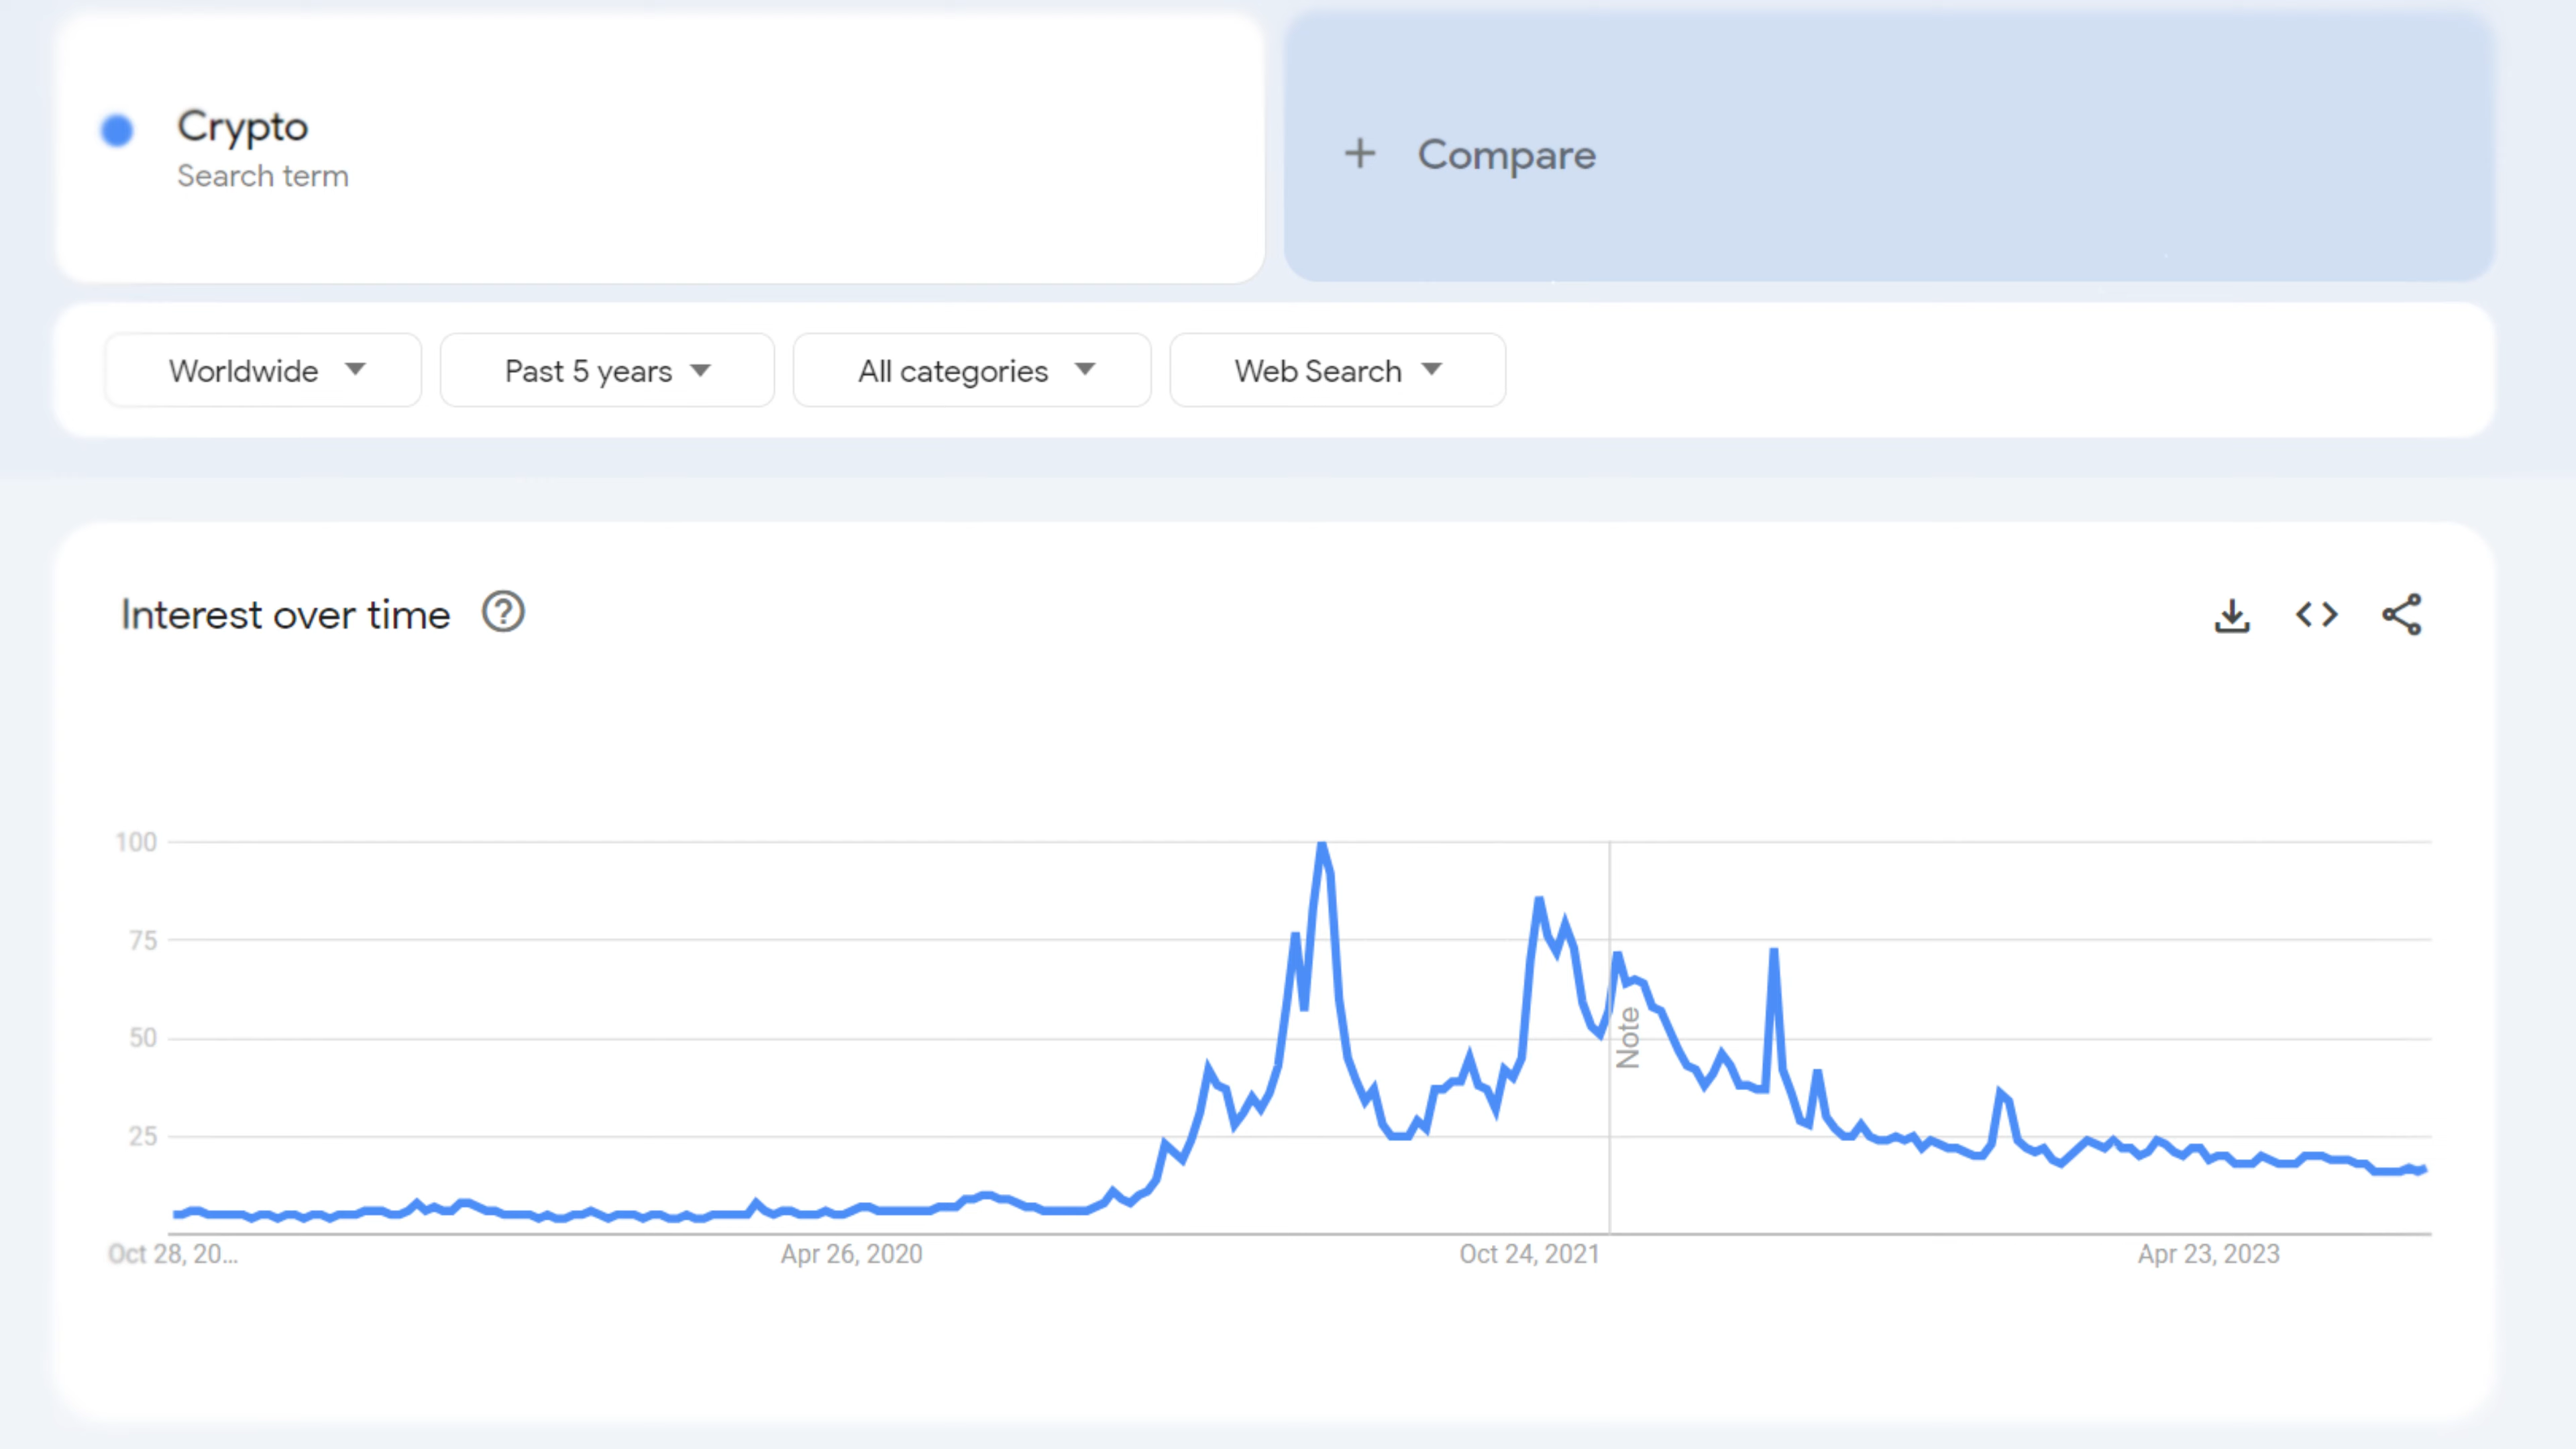 Crypto
Search term
+ Compare
Worldwide
Past 5 years
All categories
Web Search
Interest over time
100
75
50
25
Note
Oct 28, 20...
Apr 26, 2020
Oct 24, 2021
Apr 23, 2023